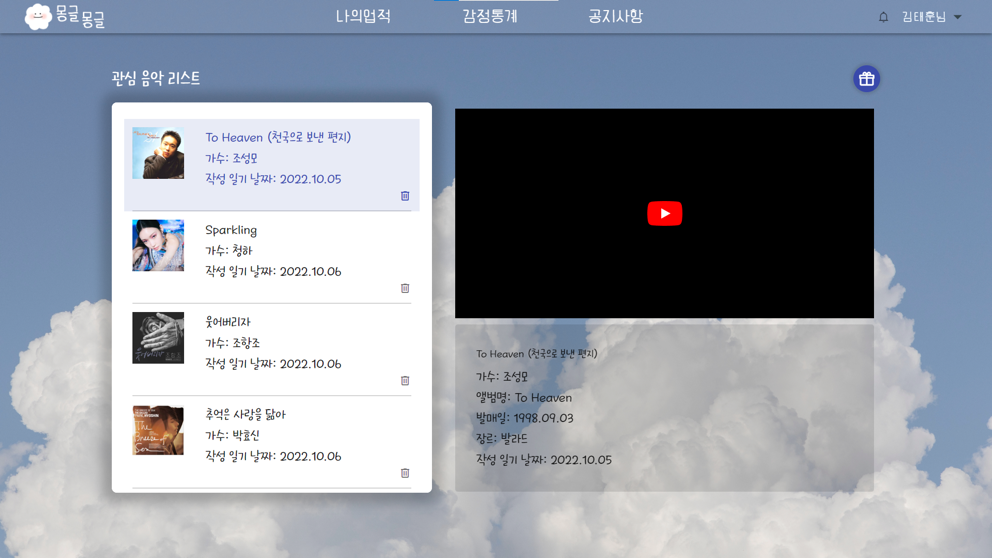 몽글몽글
나의업적
감정통계
공지사항
김태훈님
관심 음악 리스트
To Heaven (천국으로 보낸 편지)
가수: 조성모
작성 일기 날짜: 2022.10.05
Sparkling
가수: 청하
작성 일기 날짜: 2022.10.06
웃어버리자
가수: 조항조
작성 일기 날짜: 2022.10.06
추억은 사랑을 닮아
가수: 박효신
작성 일기 날짜: 2022.10.06
To Heaven (천국으로 보낸 편지)
가수: 조성모
앨범명: To Heaven
발매일: 1998.09.03
장르: 발라드
작성 일기 날짜: 2022.10.05